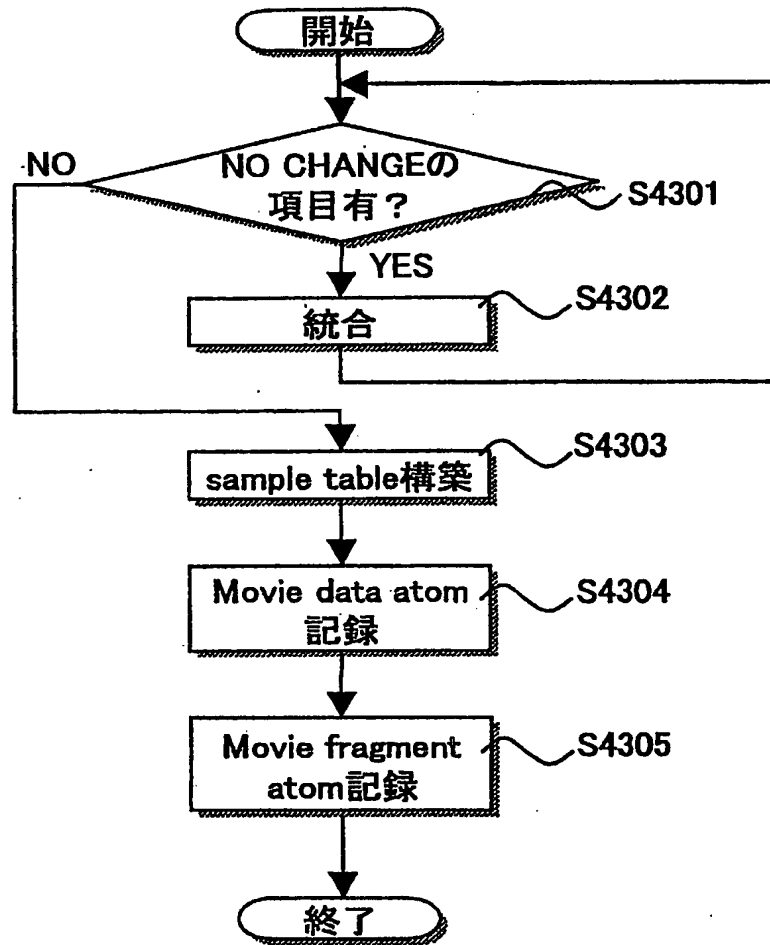 開始
NO
NO CHANGEの
項目有？
S4301
YES
S4302
統合
S4303
sample table構築
Movie data atom
記録
S4304
Movie fragment
atom記録
S4305
終了